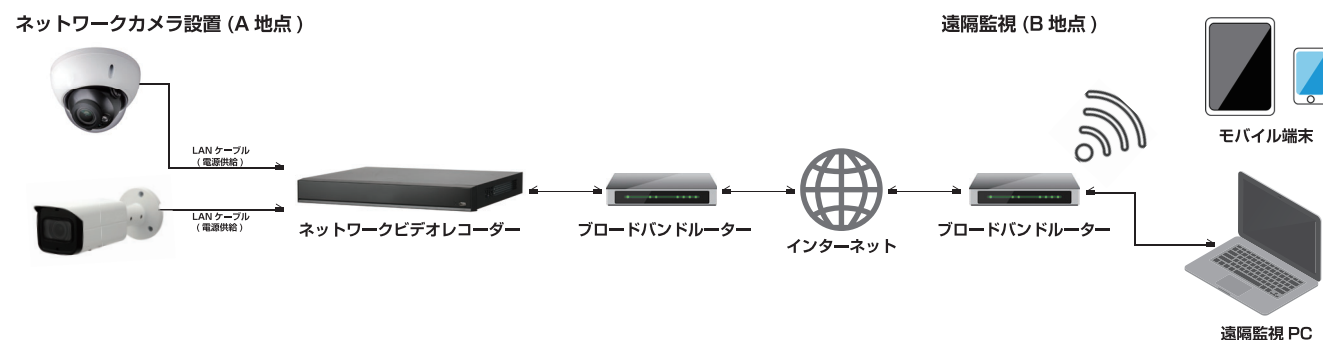 ネットワークカメラ設置 (A 地点 )
遠隔監視 (B 地点 )
LAN ケーブル
( 電源供給 )
LAN ケーブル
( 電源供給 )
モバイル端末
ネットワークビデオレコーダー
ブロードバンドルーター
インターネット
ブロードバンドルーター
遠隔監視 PC